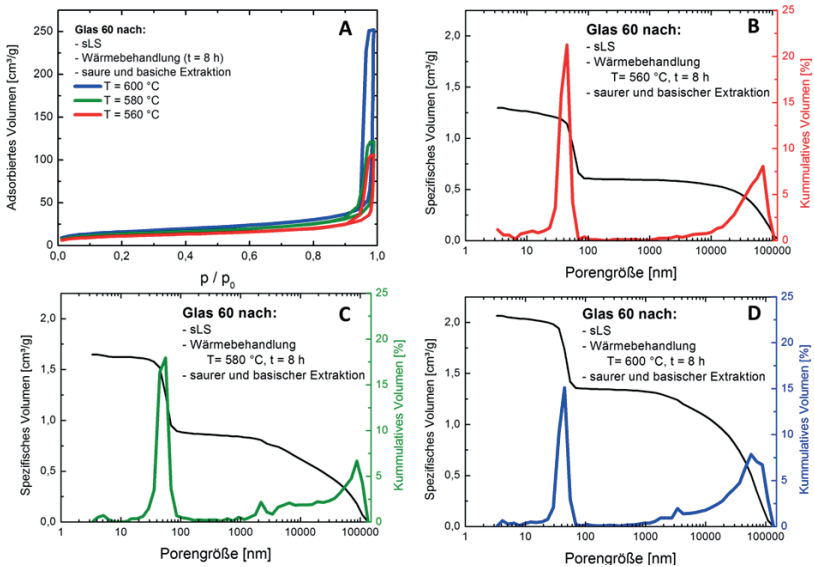 A
Glas 60 nach:
- sLS
- Wärmebehandlung (t = 8 h)
- saure und basiche Extraktion
T = 600 °C
T = 580 °C
T = 560 °C
Adsorbiertes Volumen [cm³/g]
250
200
150
100
50
0
0,0 0,2 0,4 0,6 0,8 1,0
p / p₀
B
Glas 60 nach:
- sLS
- Wärmebehandlung
T= 560 °C, t = 8 h
- saurer und basischer Extraktion
Spezifisches Volumen [cm³/g]
2,0
1,5
1,0
0,5
0,0
Kummulatives Volumen [%]
25
20
15
10
5
0
1 10 100 1000 10000 100000
Porengröße [nm]
C
Glas 60 nach:
- sLS
- Wärmebehandlung
T= 580 °C, t = 8 h
- saurer und basischer Extraktion
Spezifisches Volumen [cm³/g]
2,0
1,5
1,0
0,5
0,0
Kummulatives Volumen [%]
25
20
15
10
5
0
1 10 100 1000 10000 100000
Porengröße [nm]
D
Glas 60 nach:
- sLS
- Wärmebehandlung
T= 600 °C, t = 8 h
- saurer und basischer Extraktion
Spezifisches Volumen [cm³/g]
2,0
1,5
1,0
0,5
0,0
Kummulatives Volumen [%]
25
20
15
10
5
0
1 10 100 1000 10000 100000
Porengröße [nm]